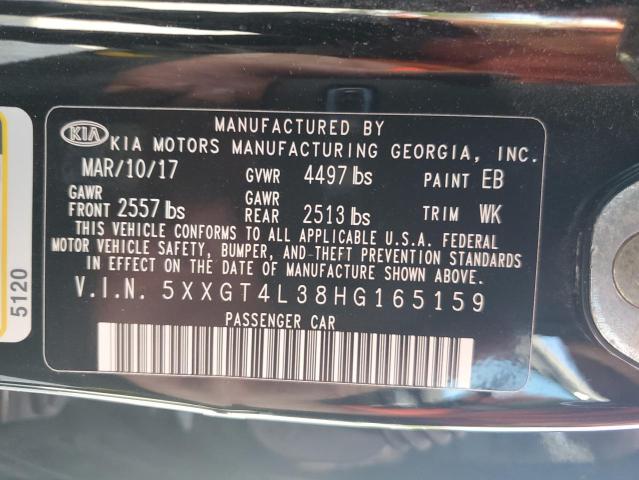 MANUFACTURED BY
KIA KIA MOTORS MANUFACTURING GEORGIA, INC.
MAR/10/17 GVWR 4497 lbs PAINT EB
GAWR FRONT 2557 lbs GAWR REAR 2513 lbs TRIM WK
THIS VEHICLE CONFORMS TO ALL APPLICABLE U.S.A. FEDERAL
MOTOR VEHICLE SAFETY, BUMPER, AND THEFT PREVENTION STANDARDS
IN EFFECT ON THE DATE OF MANUFACTURE SHOWN ABOVE.
V.I.N. 5XXGT4L38HG165159
PASSENGER CAR
5120